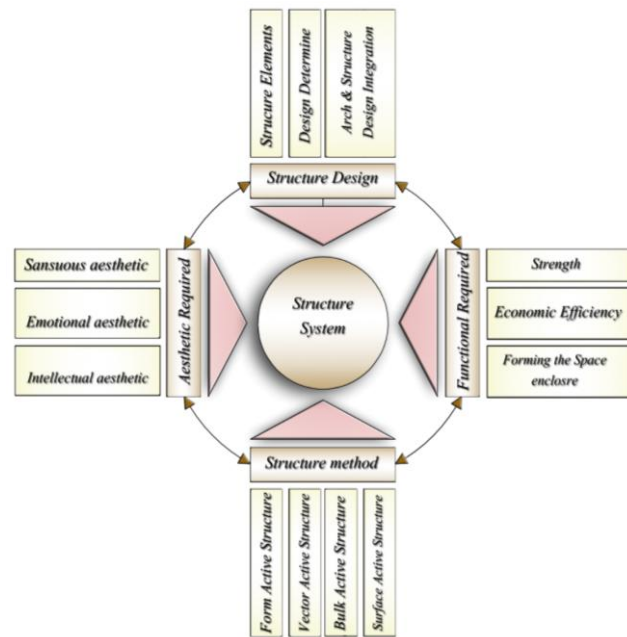 Strucure Elements
Design Determine
Arch & Structure
Design Integration
Structure Design
Sansuous aesthetic
Emotional aesthetic
Intellectual aesthetic
Aesthetic Required
Structure
System
Functional Required
Strength
Economic Efficiency
Forming the Space
enclosre
Structure method
Form Active Structure
Vector Active Structure
Bulk Active Structure
Surface Active Structure